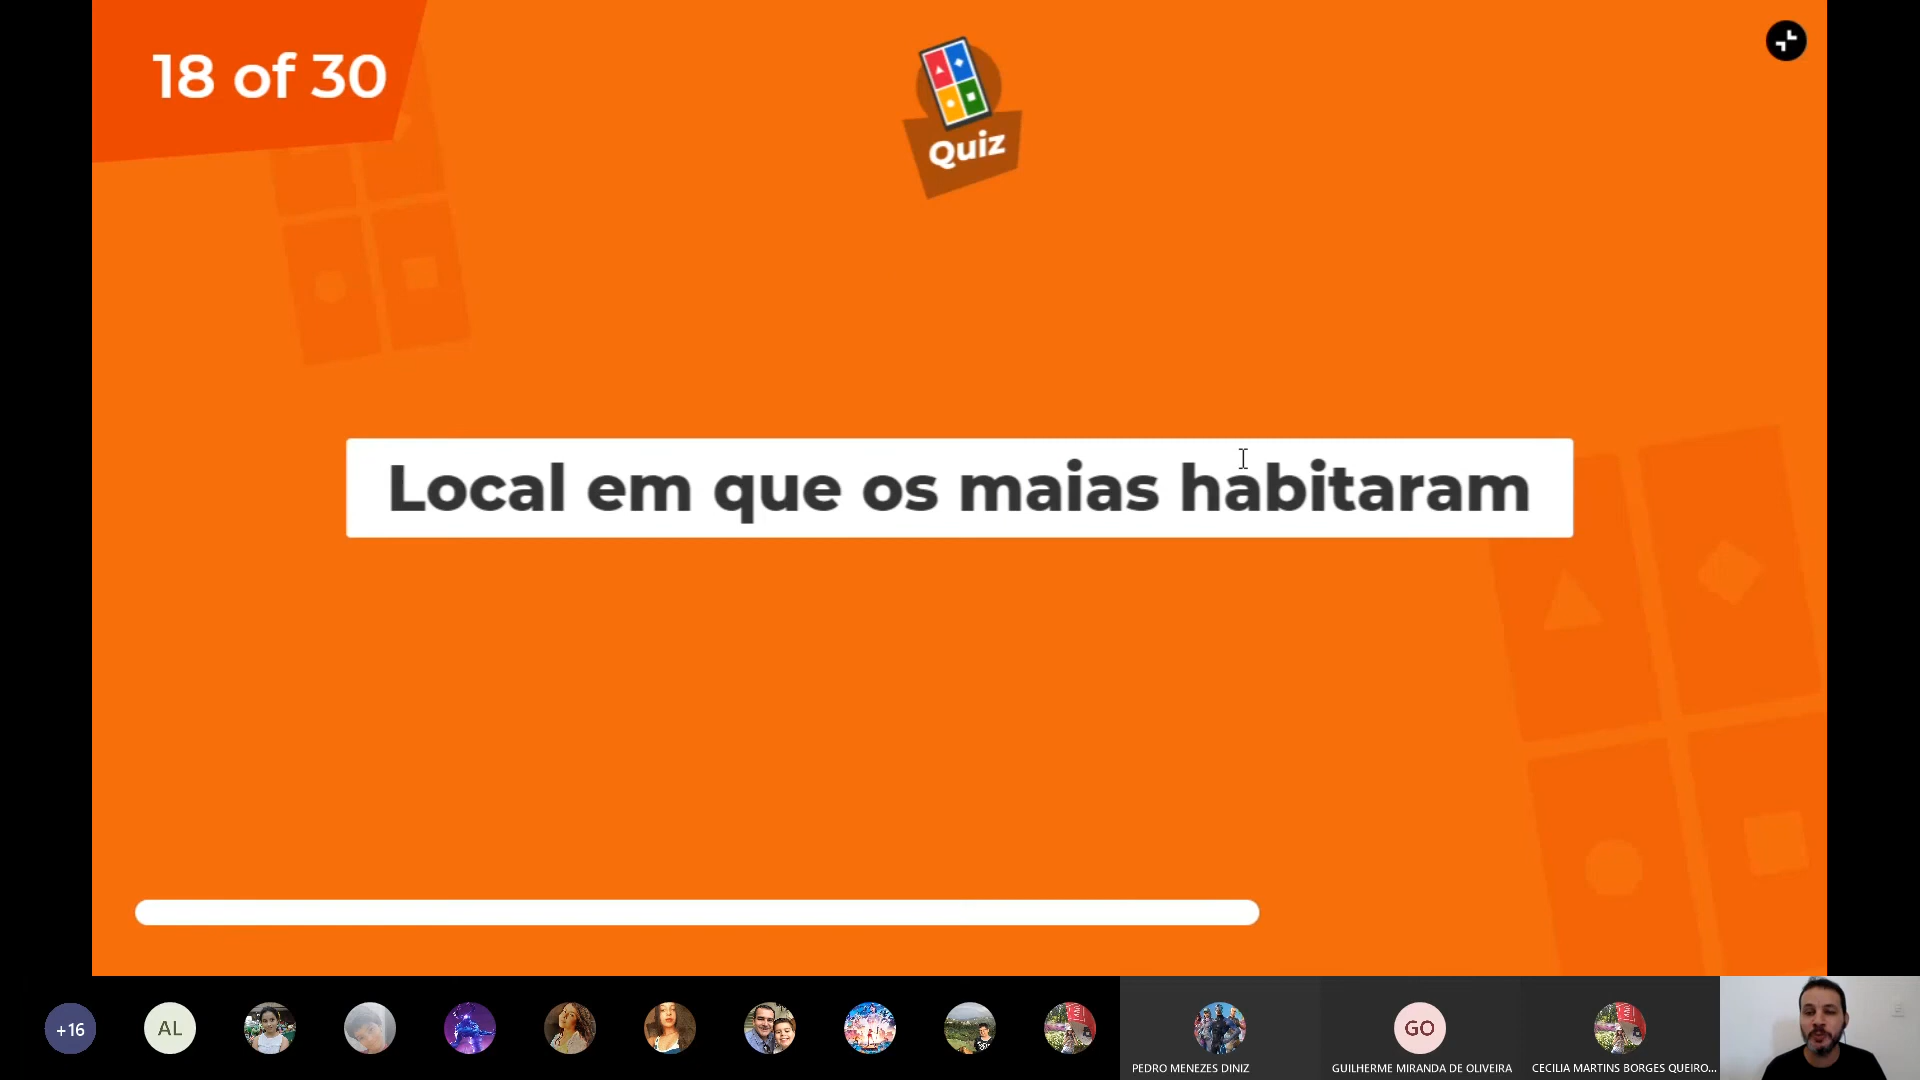 18 of 30
Quiz
Local em que os maias habitaram
+16
AL
GO
PEDRO MENEZES DINIZ
GUILHERME MIRANDA DE OLIVEIRA
CECILIA MARTINS BORGES QUEIRO...